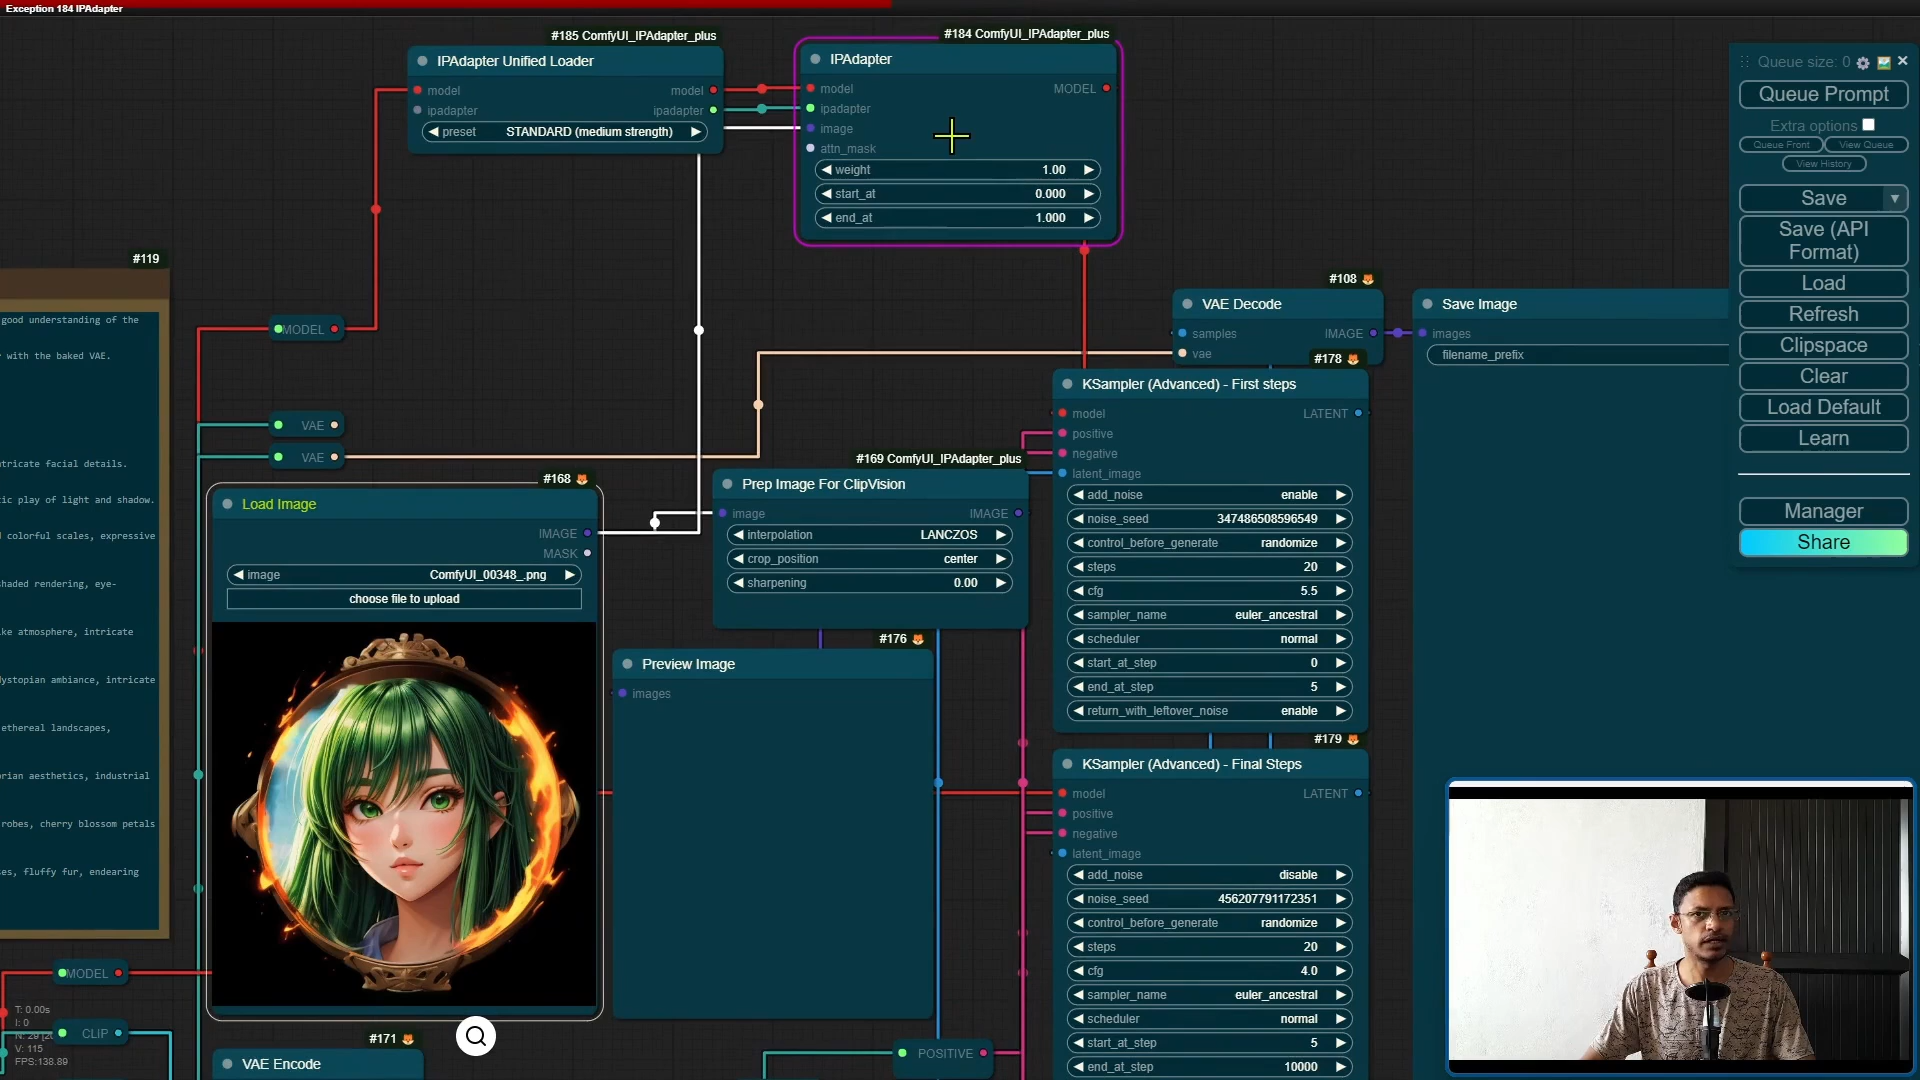 Exception 184 IPAdapter
#185 ComfyUI_IPAdapter_plus
IPAdapter Unified Loader
model
model
ipadapter
ipadapter
preset
STANDARD (medium strength)
#184 ComfyUI_IPAdapter_plus
IPAdapter
model
MODEL
ipadapter
image
attn_mask
weight
1.00
start_at
0.000
end_at
1.000
Queue size: 0
Queue Prompt
Extra options
Queue Front
View Queue
View History
Save
Save (API
Format)
Load
Refresh
Clipspace
Clear
Load Default
Learn
Manager
Share
#119
good understanding of the
with the baked VAE.
tricate facial details.
tic play of light and shadow.
colorful scales, expressive
shaded rendering, eye-
ke atmosphere, intricate
dystopian ambiance, intricate
ethereal landscapes,
rian aesthetics, industrial
robes, cherry blossom petals
es, fluffy fur, endearing
MODEL
VAE
VAE
#108
VAE Decode
samples
IMAGE
vae
Save Image
images
filename_prefix
#178
KSampler (Advanced) - First steps
model
LATENT
positive
negative
latent_image
add_noise
enable
noise_seed
347486508596549
control_before_generate
randomize
steps
20
cfg
5.5
sampler_name
euler_ancestral
scheduler
normal
start_at_step
0
end_at_step
5
return_with_leftover_noise
enable
#169 ComfyUI_IPAdapter_plus
Prep Image For ClipVision
image
IMAGE
interpolation
LANCZOS
crop_position
center
sharpening
0.00
#168
Load Image
IMAGE
MASK
image
ComfyUI_00348_.png
choose file to upload
#176
Preview Image
images
#179
KSampler (Advanced) - Final Steps
model
LATENT
positive
negative
latent_image
add_noise
disable
noise_seed
456207791172351
control_before_generate
randomize
steps
20
cfg
4.0
sampler_name
euler_ancestral
scheduler
normal
start_at_step
5
end_at_step
10000
MODEL
T: 0.00s
I: 0
V: 115
FPS:138.89
CLIP
#171
VAE Encode
POSITIVE